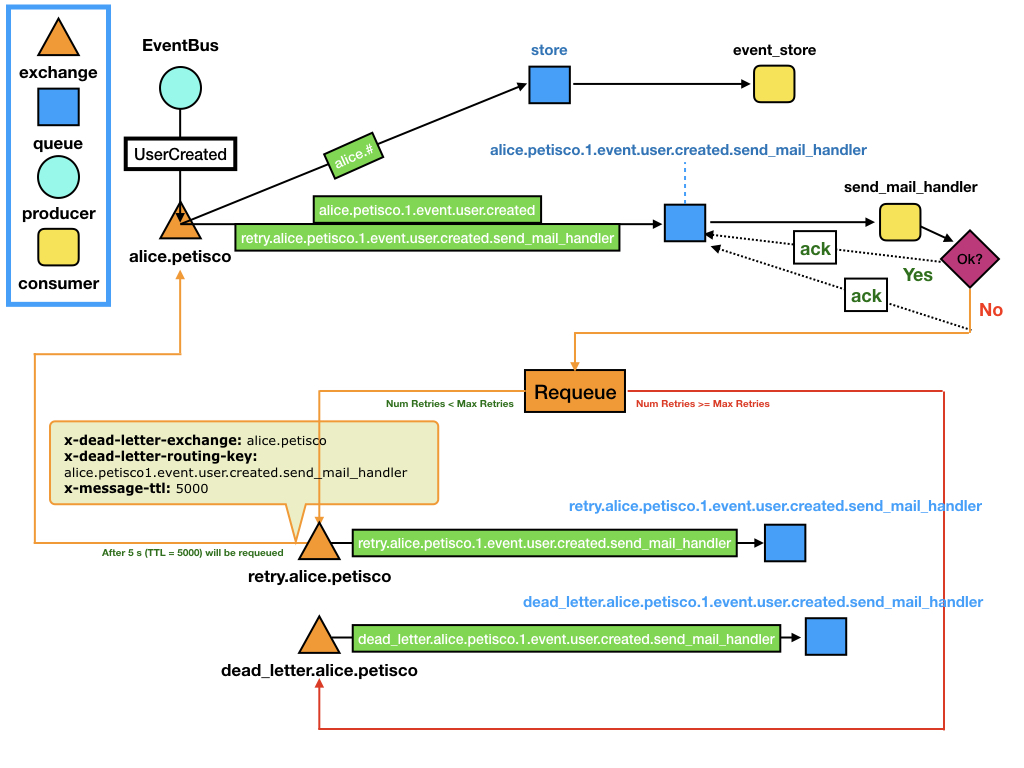 exchange
queue
producer
consumer
EventBus
UserCreated
alice.petisco
alice.#
store
event_store
alice.petisco.1.event.user.created
retry.alice.petisco.1.event.user.created.send_mail_handler
alice.petisco.1.event.user.created.send_mail_handler
send_mail_handler
Ok?
ack
Yes
ack
No
Requeue
Num Retries < Max Retries
Num Retries >= Max Retries
x-dead-letter-exchange: alice.petisco
x-dead-letter-routing-key:
alice.petisco1.event.user.created.send_mail_handler
x-message-ttl: 5000
After 5 s (TTL = 5000) will be requeued
retry.alice.petisco
retry.alice.petisco.1.event.user.created.send_mail_handler
retry.alice.petisco.1.event.user.created.send_mail_handler
dead_letter.alice.petisco.1.event.user.created.send_mail_handler
dead_letter.alice.petisco.1.event.user.created.send_mail_handler
dead_letter.alice.petisco